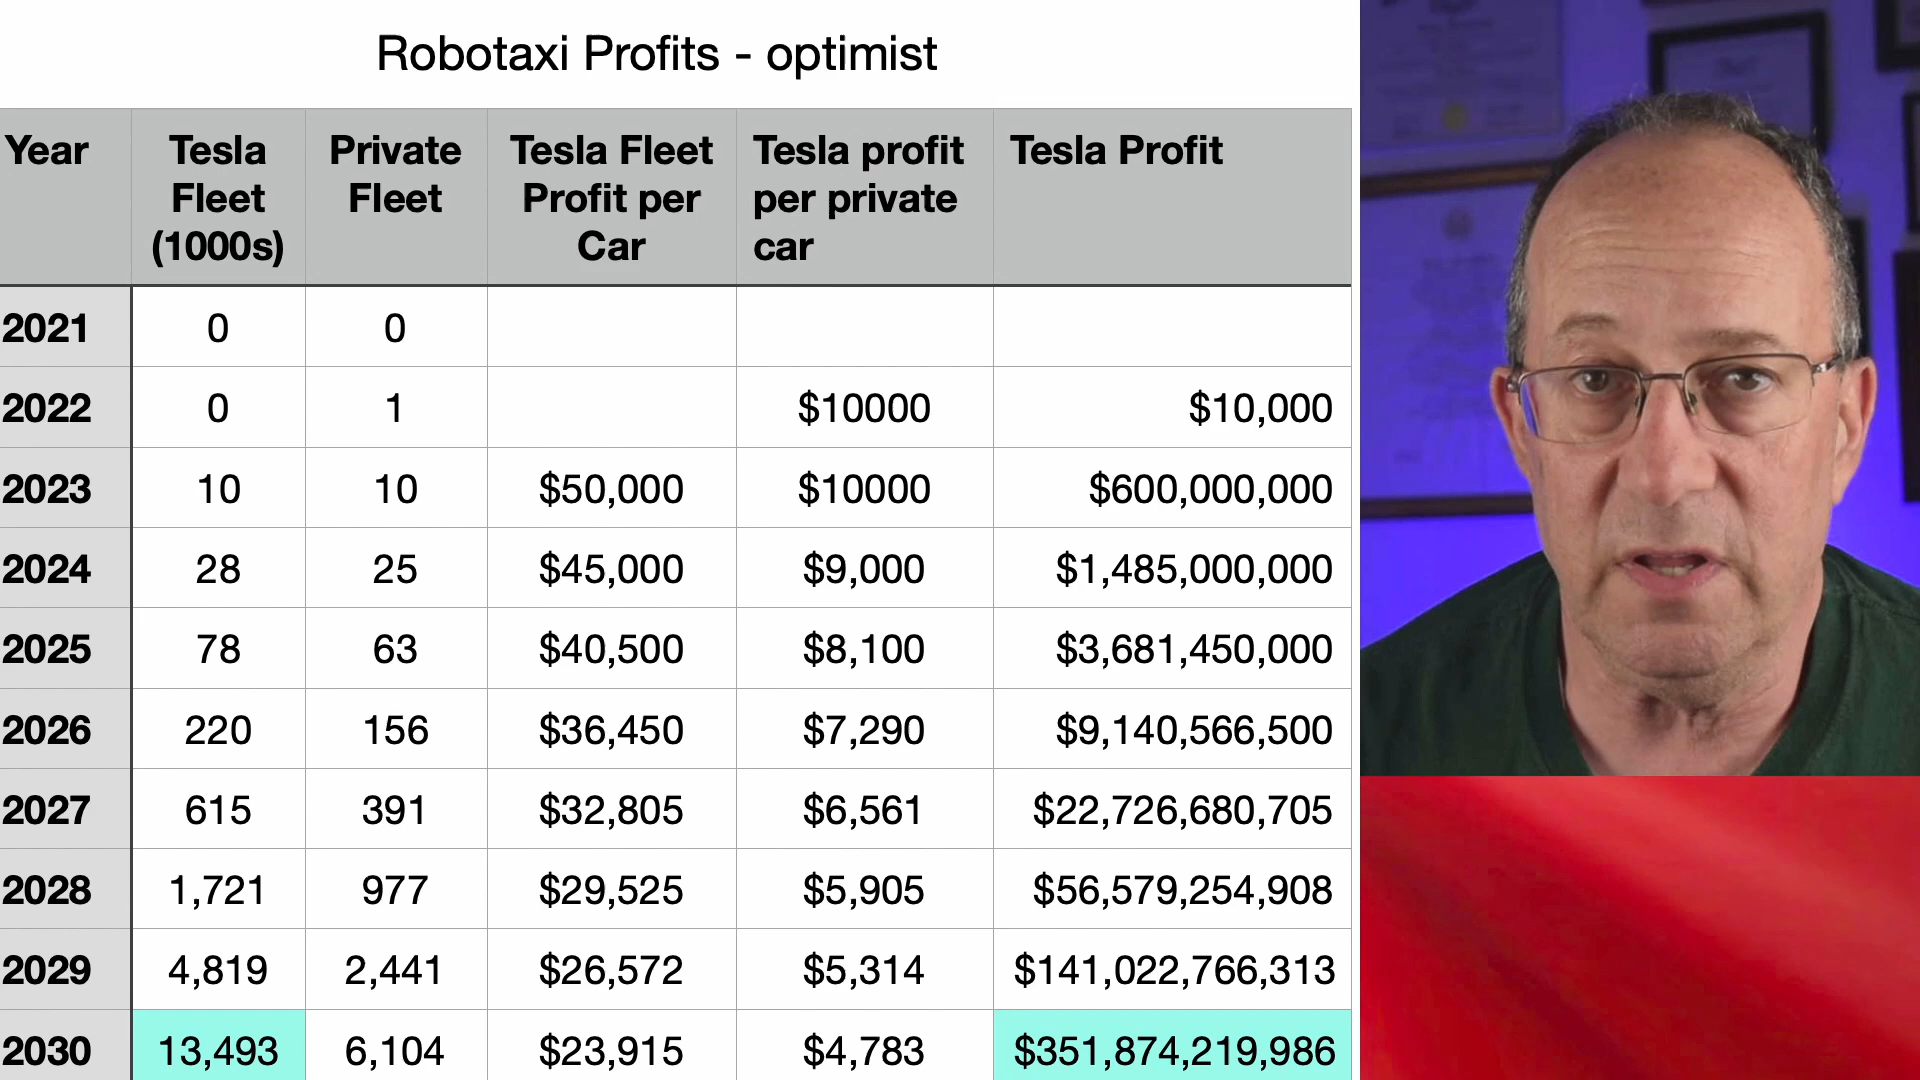 Robotaxi Profits - optimist
Year Tesla Fleet (1000s) Private Fleet Tesla Fleet Profit per Car Tesla profit per private car Tesla Profit
2021 0 0
2022 0 1 $10000 $10,000
2023 10 10 $50,000 $10000 $600,000,000
2024 28 25 $45,000 $9,000 $1,485,000,000
2025 78 63 $40,500 $8,100 $3,681,450,000
2026 220 156 $36,450 $7,290 $9,140,566,500
2027 615 391 $32,805 $6,561 $22,726,680,705
2028 1,721 977 $29,525 $5,905 $56,579,254,908
2029 4,819 2,441 $26,572 $5,314 $141,022,766,313
2030 13,493 6,104 $23,915 $4,783 $351,874,219,986